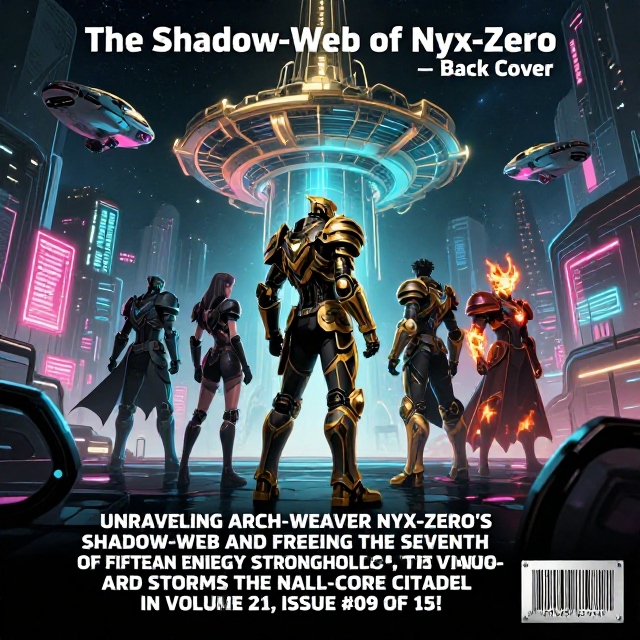 The Shadow-Web of Nyx-Zero
– Back Cover
UNRAVELING ARCH-WEAVER NYX-ZERO'S
SHADOW-WEB AND FREEING THE SEVENTH
OF FIFTEAN ENIEGY
ARD STORMS THE NALL-CORE CITADEL
IN VOLUME 21, ISSUE #09 OF 15!